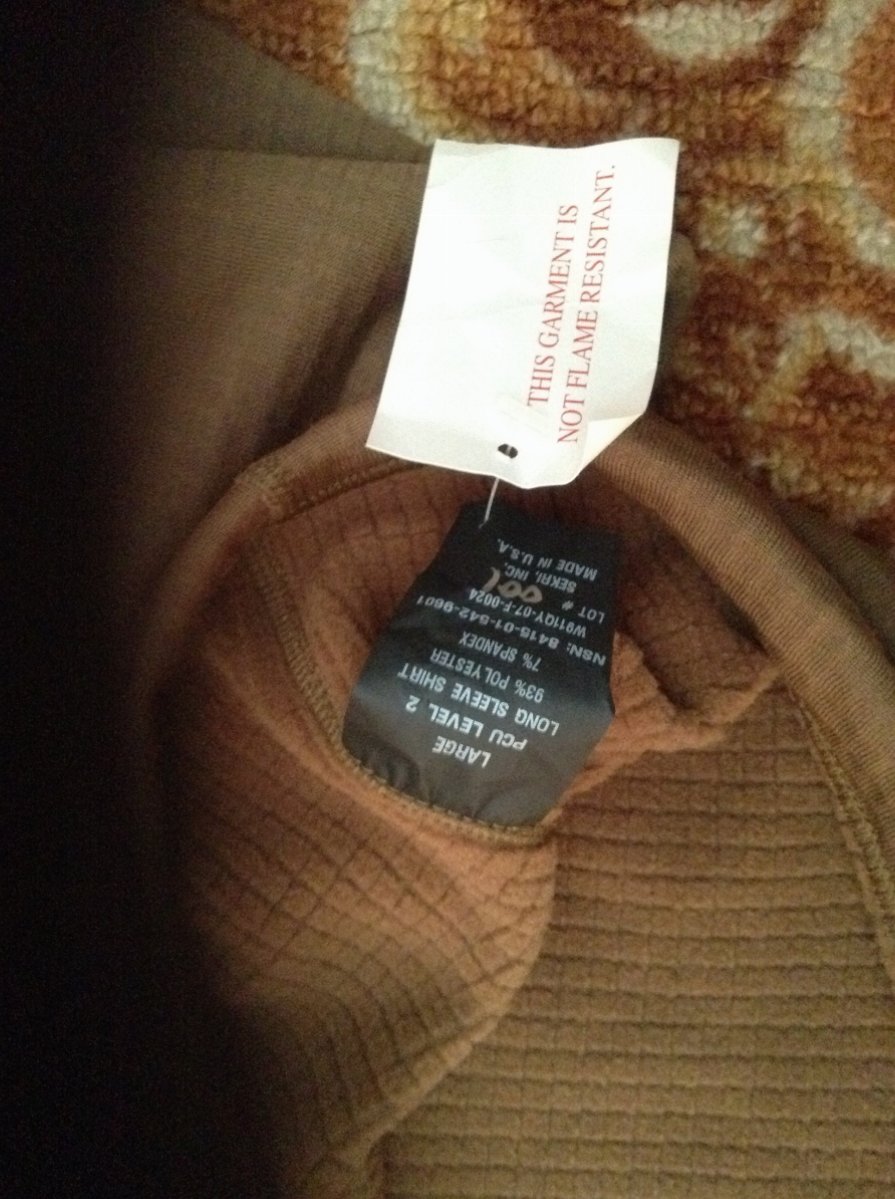 THIS GARMENT IS
NOT FLAME RESISTANT.
LARGE
PCU LEVEL 2
LONG SLEEVE SHIRT
93% POLYESTER
7% SPANDEX
NSN: 8415-01-542-9601
W911QY-07-F-0024
LOT # 001
SEKRI, INC.
MADE IN U.S.A.